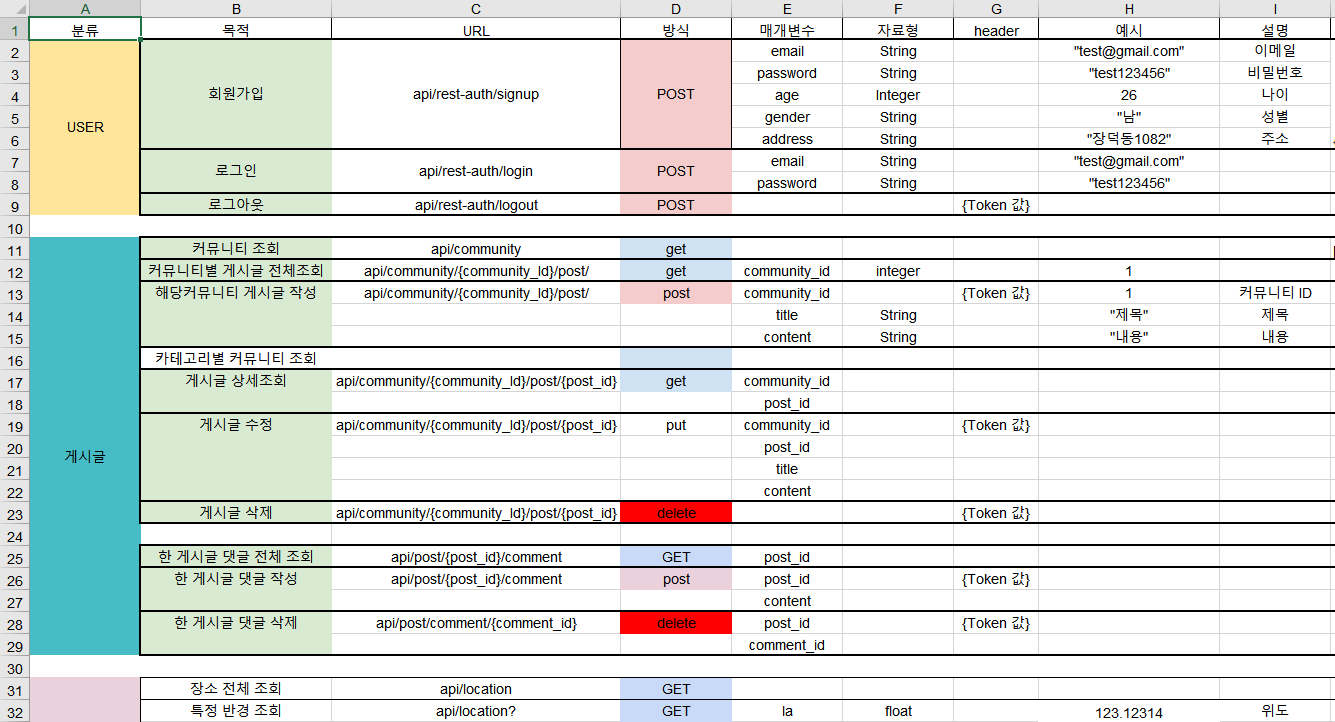 A B C D E F G H I
1 분류 목적 URL 방식 매개변수 자료형 header 예시 설명
2 email String "test@gmail.com" 이메일
3 password String "test123456" 비밀번호
4 회원가입 api/rest-auth/signup POST age Integer 26 나이
5 USER gender String "남" 성별
6 address String "장덕동1082" 주소
7 로그인 api/rest-auth/login POST email String "test@gmail.com"
8 password String "test123456"
9 로그아웃 api/rest-auth/logout POST {Token 값}
10
11 커뮤니티 조회 api/community get
12 커뮤니티별 게시글 전체조회 api/community/{community_Id}/post/ get community_id integer 1
13 해당커뮤니티 게시글 작성 api/community/{community_Id}/post/ post community_id {Token 값} 1 커뮤니티 ID
14 title String "제목" 제목
15 content String "내용" 내용
16 카테고리별 커뮤니티 조회
17 게시글 상세조회 api/community/{community_Id}/post/{post_id} get community_id
18 post_id
19 게시글 수정 api/community/{community_Id}/post/{post_id} put community_id {Token 값}
20 게시글 post_id
21 title
22 content
23 게시글 삭제 api/community/{community_Id}/post/{post_id} delete {Token 값}
24
25 한 게시글 댓글 전체 조회 api/post/{post_id}/comment GET post_id
26 한 게시글 댓글 작성 api/post/{post_id}/comment post post_id {Token 값}
27 content
28 한 게시글 댓글 삭제 api/post/comment/{comment_id} delete post_id {Token 값}
29 comment_id
30
31 장소 전체 조회 api/location GET
32 특정 반경 조회 api/location? GET la float 123.12314 위도